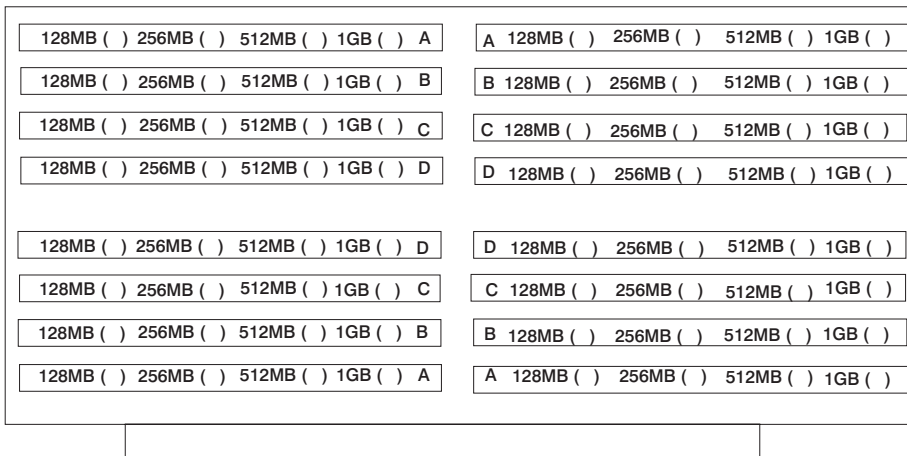 128MB ( ) 256MB ( ) 512MB ( ) 1GB ( ) A
A 128MB ( ) 256MB ( ) 512MB ( ) 1GB ( )
128MB ( ) 256MB ( ) 512MB ( ) 1GB ( ) B
B 128MB ( ) 256MB ( ) 512MB ( ) 1GB ( )
128MB ( ) 256MB ( ) 512MB ( ) 1GB ( ) C
C 128MB ( ) 256MB ( ) 512MB ( ) 1GB ( )
128MB ( ) 256MB ( ) 512MB ( ) 1GB ( ) D
D 128MB ( ) 256MB ( ) 512MB ( ) 1GB ( )
128MB ( ) 256MB ( ) 512MB ( ) 1GB ( ) D
D 128MB ( ) 256MB ( ) 512MB ( ) 1GB ( )
128MB ( ) 256MB ( ) 512MB ( ) 1GB ( ) C
C 128MB ( ) 256MB ( ) 512MB ( ) 1GB ( )
128MB ( ) 256MB ( ) 512MB ( ) 1GB ( ) B
B 128MB ( ) 256MB ( ) 512MB ( ) 1GB ( )
128MB ( ) 256MB ( ) 512MB ( ) 1GB ( ) A
A 128MB ( ) 256MB ( ) 512MB ( ) 1GB ( )